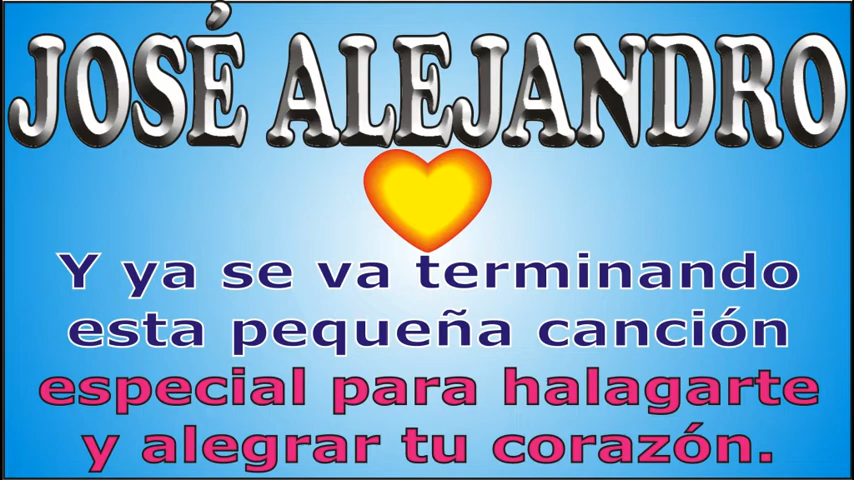 JOSÉ ALEJANDRO
Y ya se va terminando
esta pequeña canción
especial para halagarte
y alegrar tu corazón.